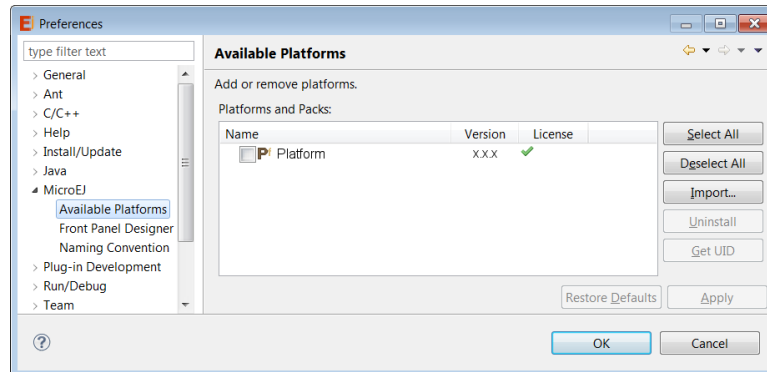 Preferences
type filter text
General
Ant
C/C++
Help
Install/Update
Java
MicroEJ
Available Platforms
Front Panel Designer
Naming Convention
Plug-in Development
Run/Debug
Team
Available Platforms
Add or remove platforms.
Platforms and Packs:
Name Version License
Platform X.X.X
Select All
Deselect All
Import...
Uninstall
Get UID
Restore Defaults Apply
OK Cancel